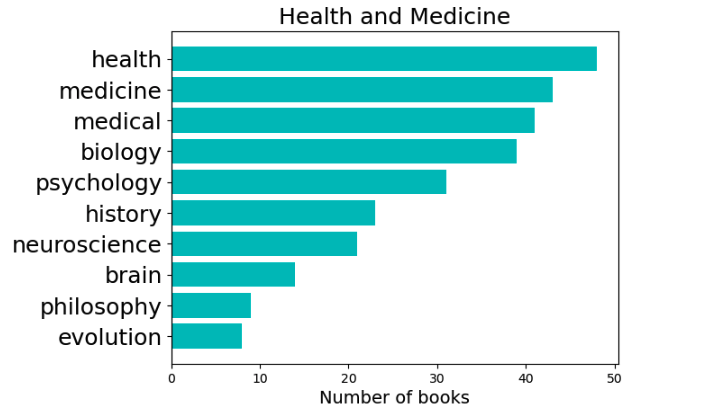 Health and Medicine
health
medicine
medical
biology
psychology
history
neuroscience
brain
philosophy
evolution
0 10 20 30 40 50
Number of books